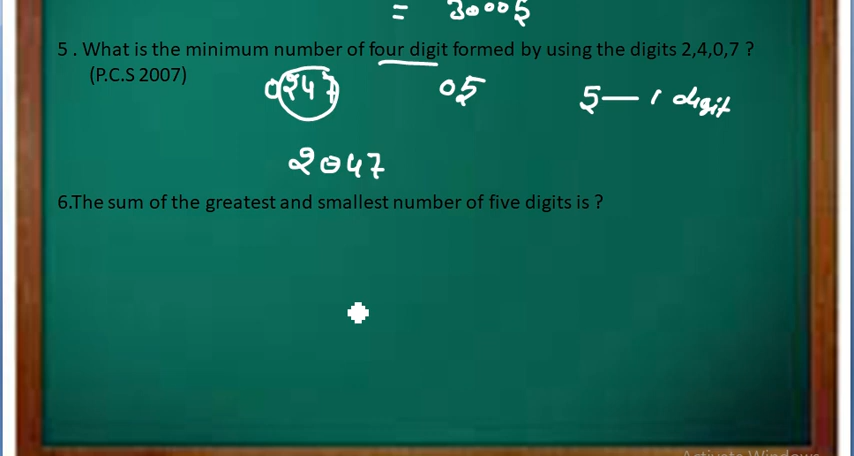 = 30005
5 . What is the minimum number of four digit formed by using the digits 2,4,0,7 ?
(P.C.S 2007)
0247 05 5— 1 digit
2047
6.The sum of the greatest and smallest number of five digits is ?
Activate Windows